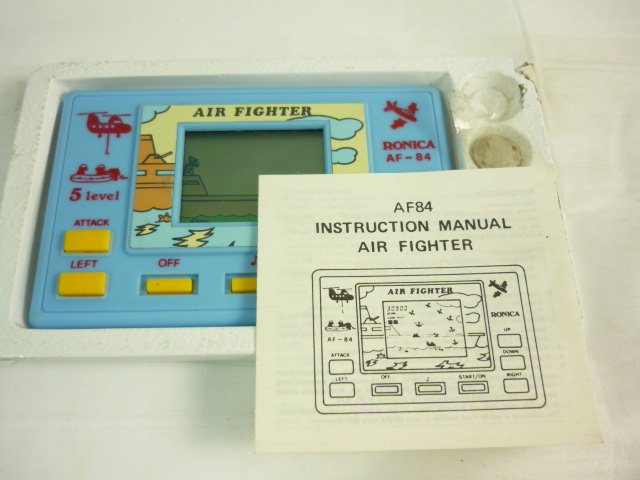 AIR FIGHTER
RONICA
AF-84
5 level
ATTACK
LEFT
OFF
♪
AF84
INSTRUCTION MANUAL
AIR FIGHTER
AIR FIGHTER
30900
RONICA
AF-84
UP
ATTACK
DOWN
LEFT
OFF
♪
START/ON
RIGHT